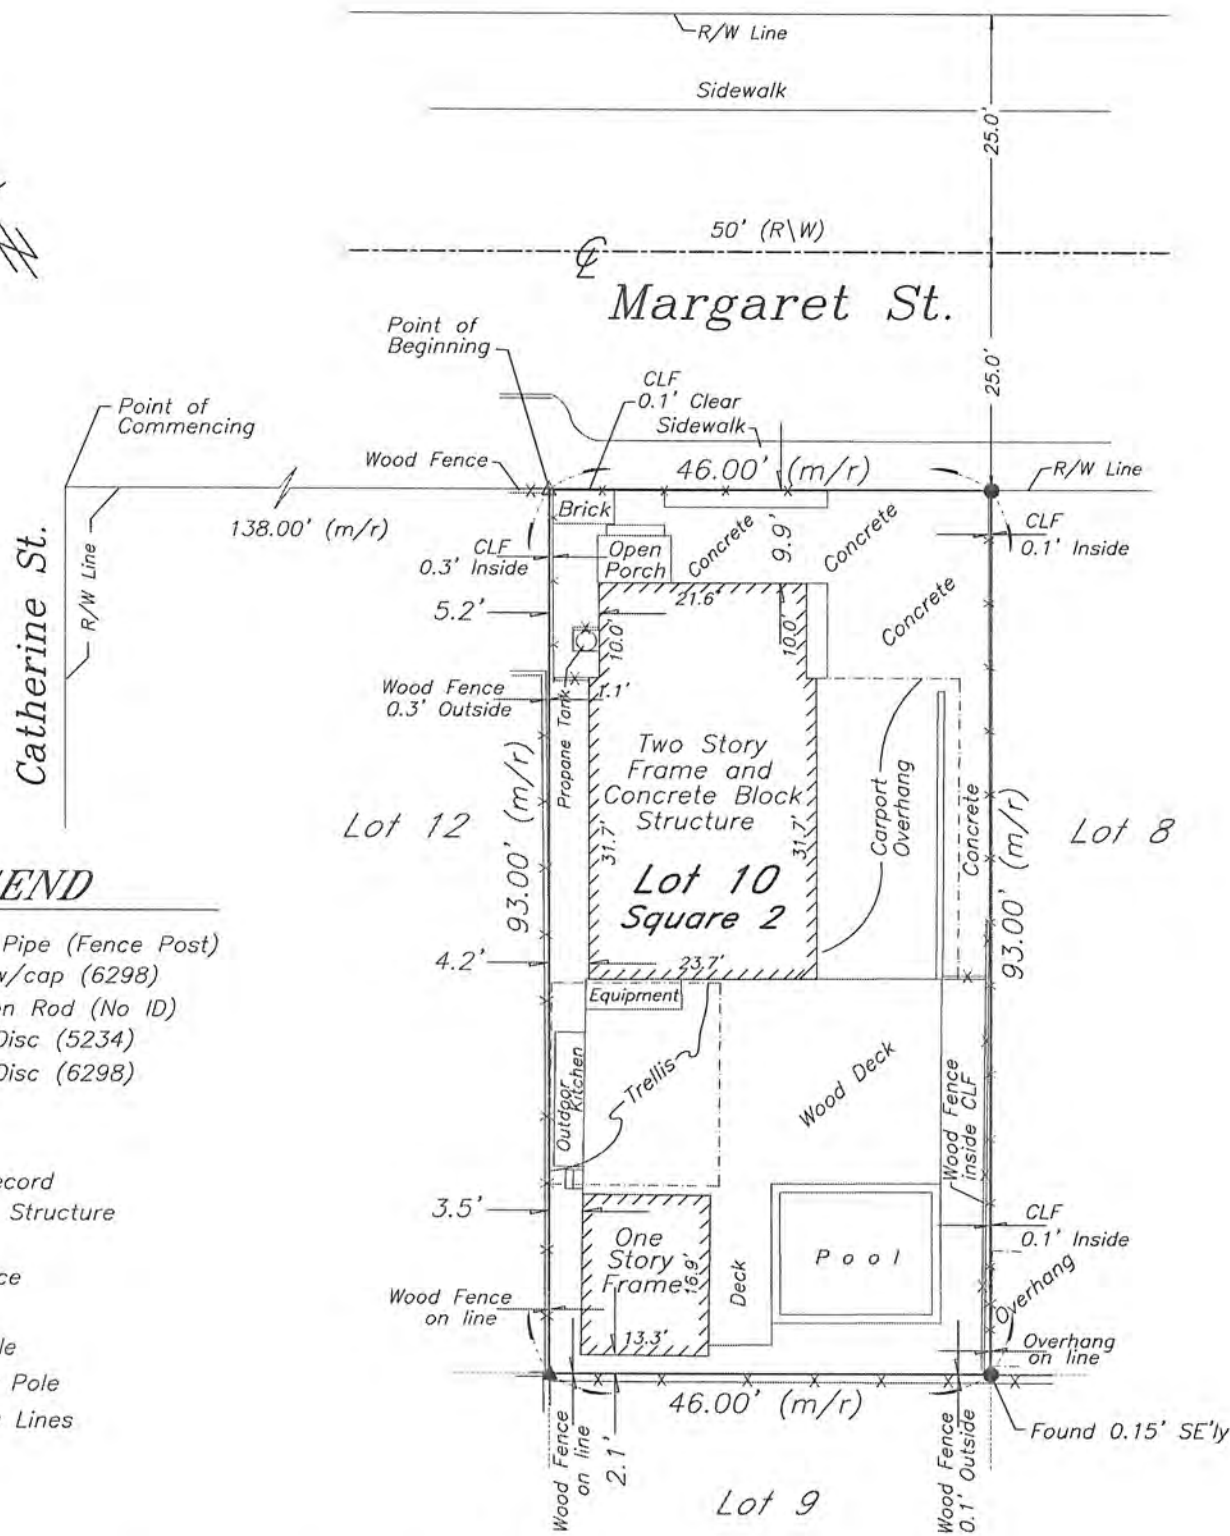 R/W Line
Sidewalk
25.0'
50' (R\W)
℄
Margaret St.
25.0'
Point of
Beginning
CLF
0.1' Clear
Sidewalk
Point of
Commencing
Wood Fence
46.00' (m/r)
R/W Line
138.00' (m/r)
Catherine St.
R/W Line
Brick
CLF
0.3' Inside
Open
Porch
Concrete
9.9'
Concrete
CLF
0.1' Inside
5.2'
21.6'
10.0'
10.0'
Concrete
Wood Fence
0.3' Outside
1.1'
Propane Tank
Two Story
Frame and
Concrete Block
Structure
31.7'
31.7'
Carport
Overhang
Concrete
93.00' (m/r)
93.00' (m/r)
Lot 12
Lot 8
Lot 10
Square 2
4.2'
23.7'
Equipment
Outdoor
Kitchen
Trellis
Wood Deck
Wood Fence
inside CLF
3.5'
One
Story
Frame
16.9'
13.3'
Deck
Pool
CLF
0.1' Inside
Overhang
Overhang
on line
Wood Fence
on line
46.00' (m/r)
Wood Fence
on line
2.1'
Wood Fence
0.1' Outside
Found 0.15' SE'ly
Lot 9
END
Pipe (Fence Post)
w/cap (6298)
n Rod (No ID)
Disc (5234)
Disc (6298)
ecord
Structure
ce
le
Pole
Lines